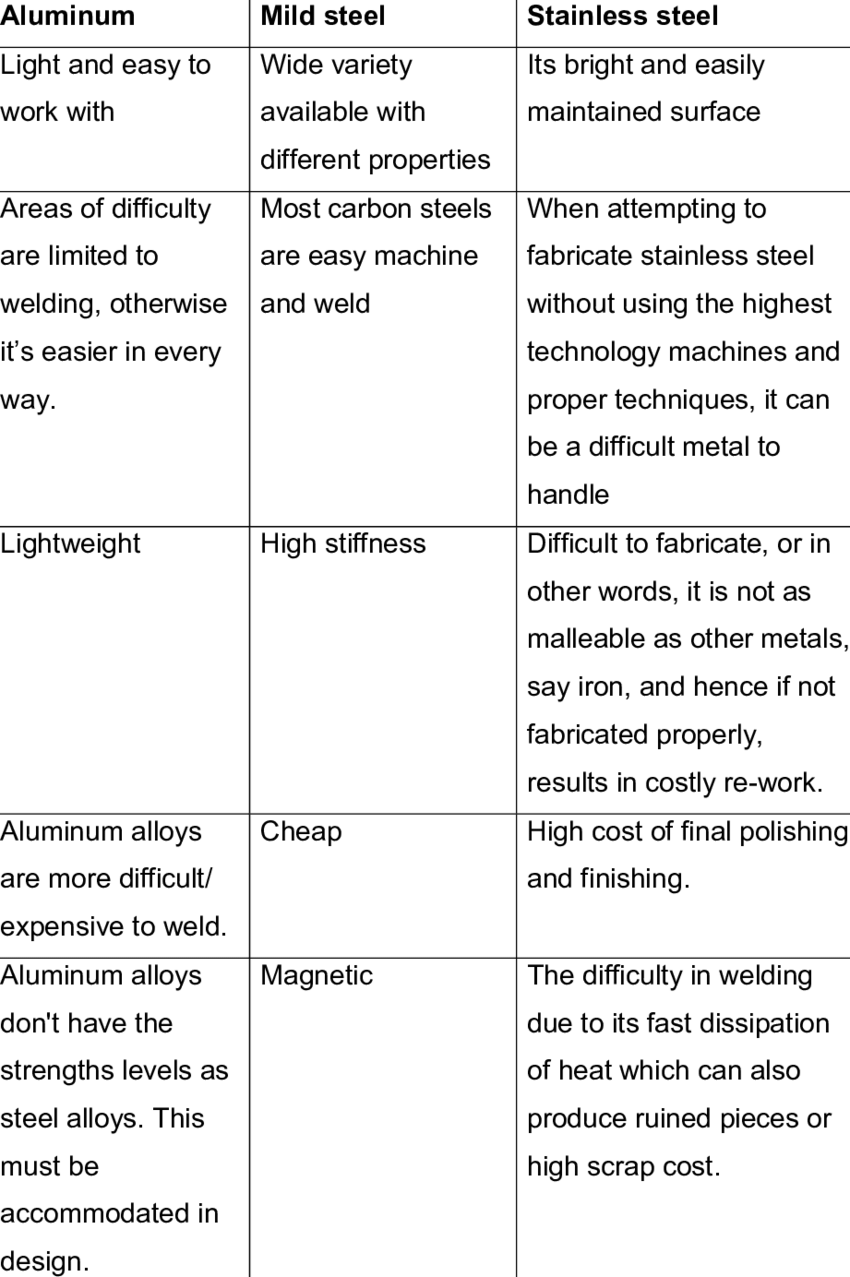 Aluminum
Mild steel
Stainless steel
Light and easy to
work with
Wide variety
available with
different properties
Its bright and easily
maintained surface
Areas of difficulty
are limited to
welding, otherwise
it’s easier in every
way.
Most carbon steels
are easy machine
and weld
When attempting to
fabricate stainless steel
without using the highest
technology machines and
proper techniques, it can
be a difficult metal to
handle
Lightweight
High stiffness
Difficult to fabricate, or in
other words, it is not as
malleable as other metals,
say iron, and hence if not
fabricated properly,
results in costly re-work.
Aluminum alloys
are more difficult/
expensive to weld.
Cheap
High cost of final polishing
and finishing.
Aluminum alloys
don't have the
strengths levels as
steel alloys. This
must be
accommodated in
design.
Magnetic
The difficulty in welding
due to its fast dissipation
of heat which can also
produce ruined pieces or
high scrap cost.